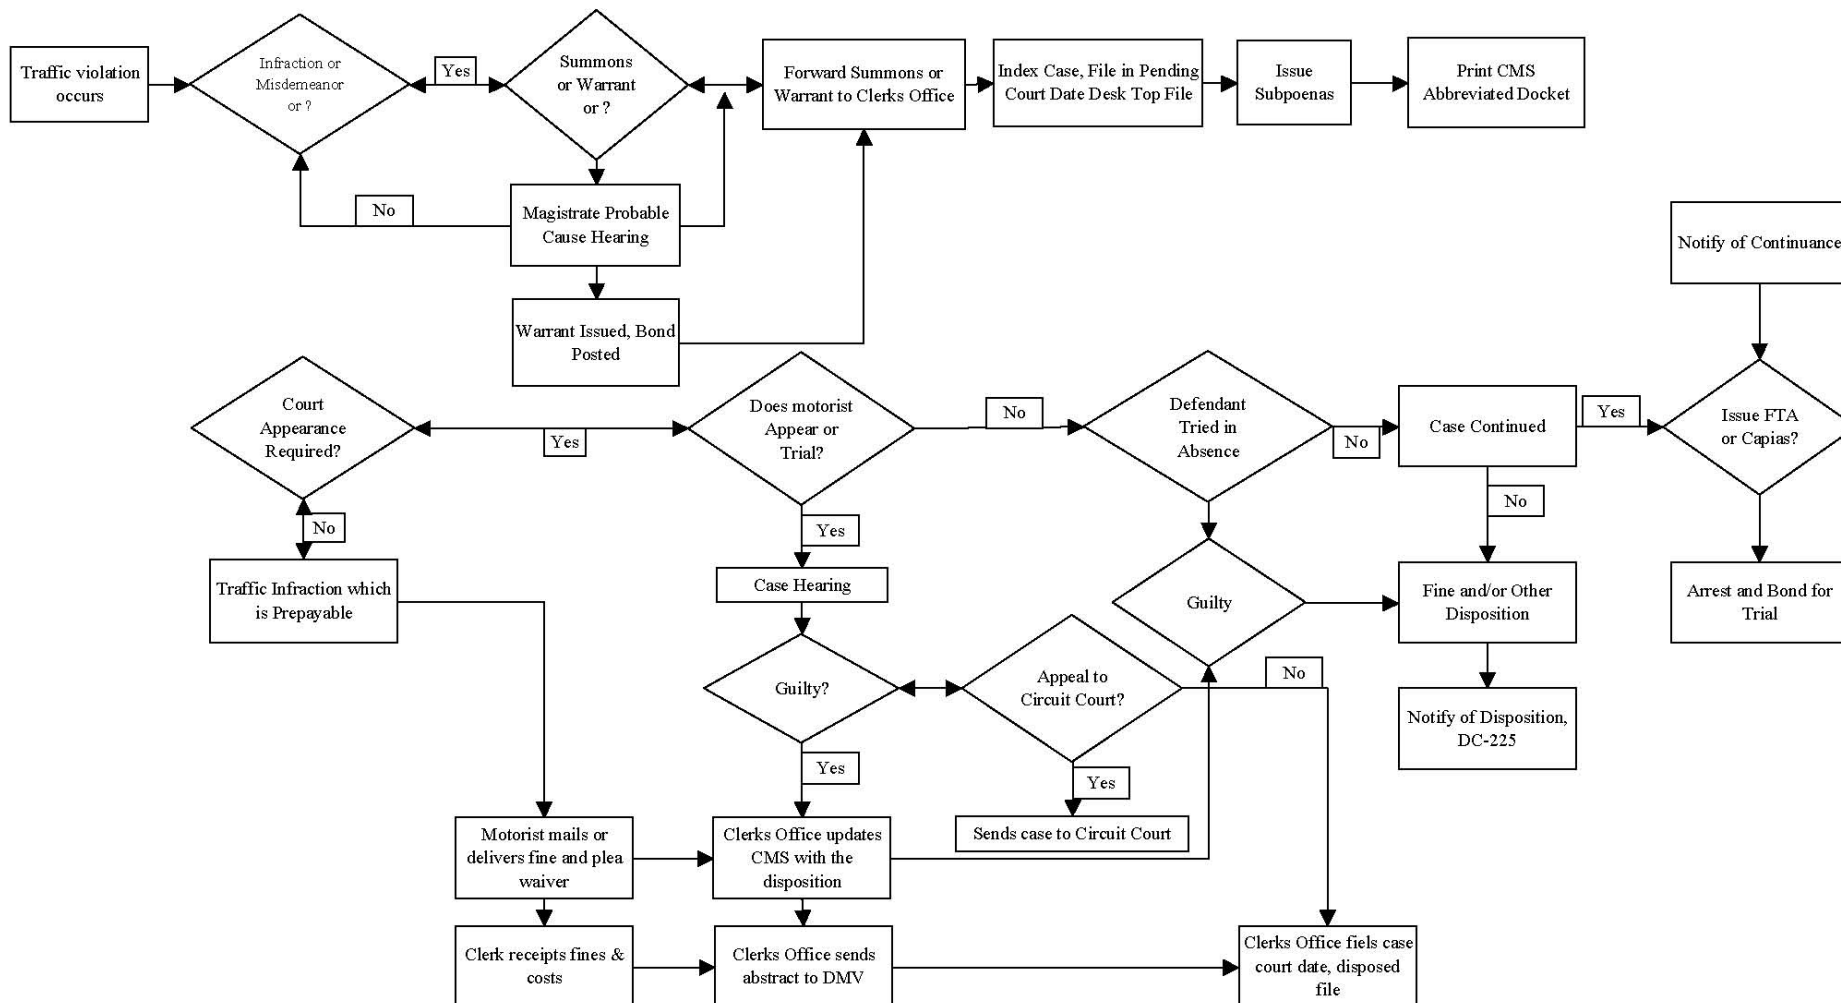 Traffic violation
occurs
Infraction or
Misdemeanor
or ?
Yes
Summons
or Warrant
or ?
Forward Summons or
Warrant to Clerks Office
Index Case, File in Pending
Court Date Desk Top File
Issue
Subpoenas
Print CMS
Abbreviated Docket
No
Magistrate Probable
Cause Hearing
Notify of Continuance
Warrant Issued, Bond
Posted
Court
Appearance
Required?
Yes
Does motorist
Appear or
Trial?
No
Defendant
Tried in
Absence
No
Case Continued
Yes
Issue FTA
or Capias?
No
Yes
No
Traffic Infraction which
is Prepayable
Case Hearing
Guilty
Fine and/or Other
Disposition
Arrest and Bond for
Trial
Guilty?
Appeal to
Circuit Court?
No
Notify of Disposition,
DC-225
Yes
Yes
Sends case to Circuit Court
Motorist mails or
delivers fine and plea
waiver
Clerks Office updates
CMS with the
disposition
Clerk receipts fines &
costs
Clerks Office sends
abstract to DMV
Clerks Office fiels case
court date, disposed
file